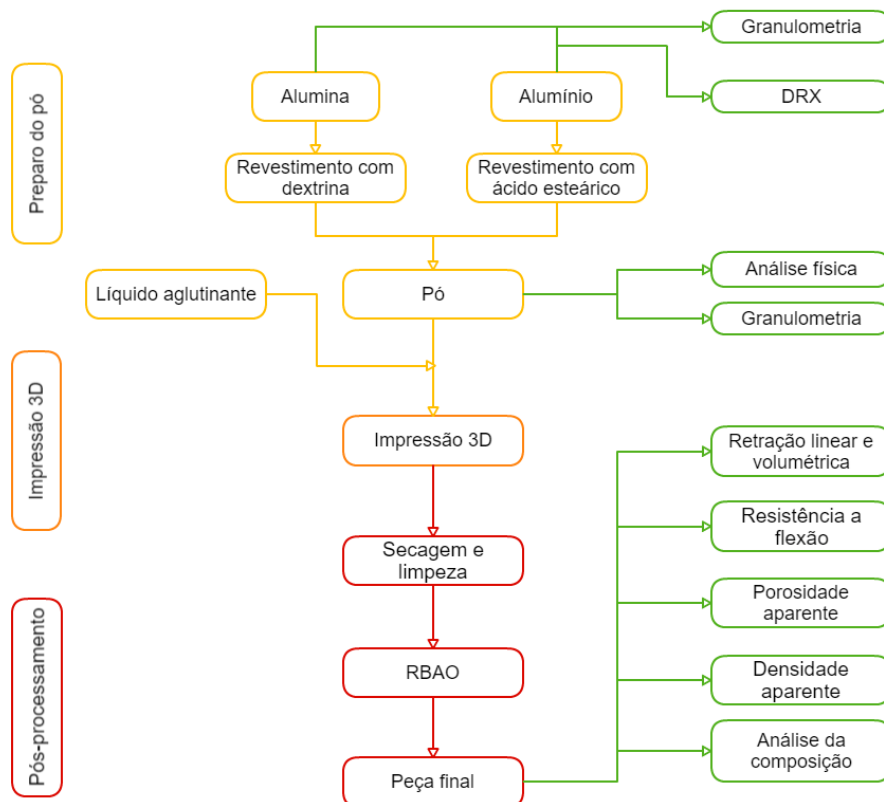 Granulometria
Preparo do pó
Alumina
Alumínio
DRX
Revestimento com
dextrina
Revestimento com
ácido esteárico
Líquido aglutinante
Pó
Análise física
Granulometria
Impressão 3D
Impressão 3D
Retração linear e
volumétrica
Secagem e
limpeza
Resistência a
flexão
Porosidade
aparente
Pós-processamento
RBAO
Densidade
aparente
Análise da
composição
Peça final